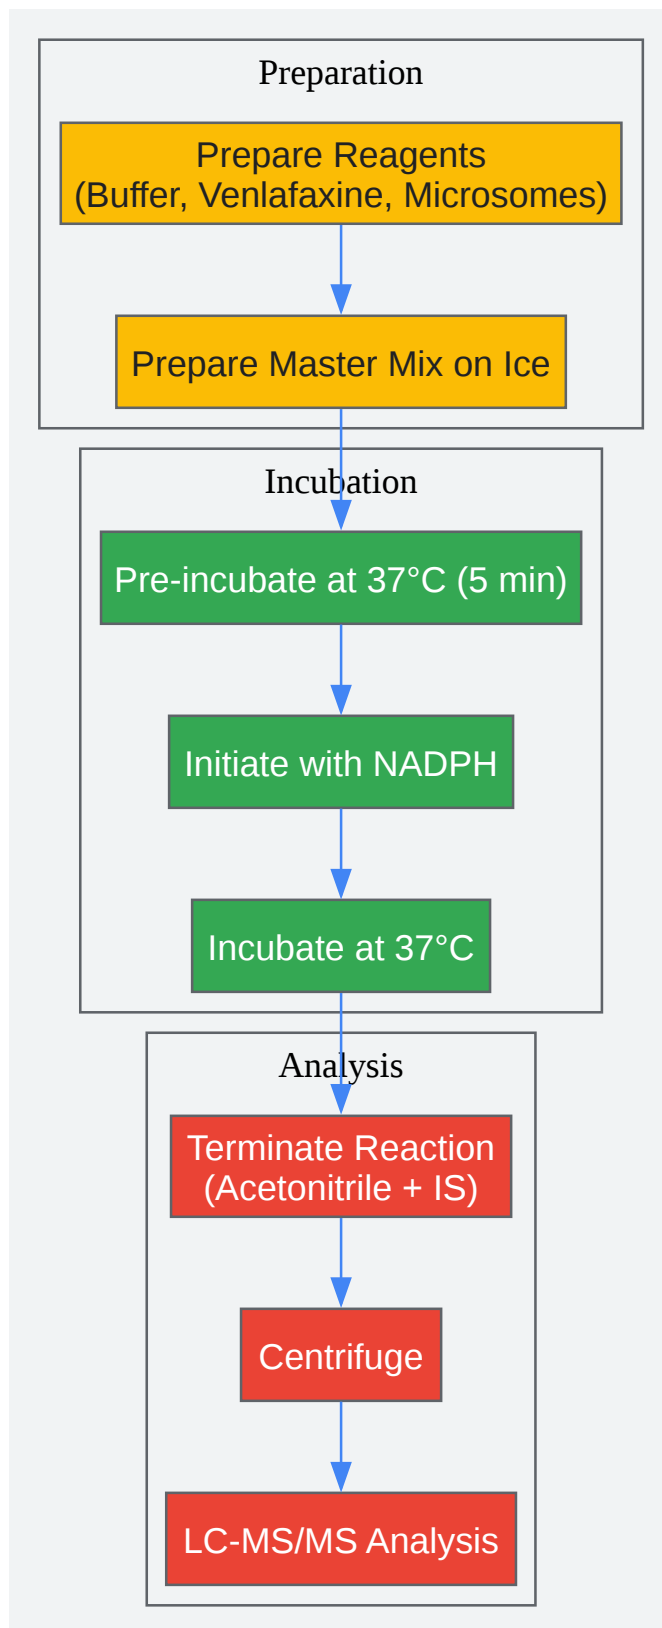 Preparation
Prepare Reagents
(Buffer, Venlafaxine, Microsomes)
Prepare Master Mix on Ice
Incubation
Pre-incubate at 37°C (5 min)
Initiate with NADPH
Incubate at 37°C
Analysis
Terminate Reaction
(Acetonitrile + IS)
Centrifuge
LC-MS/MS Analysis